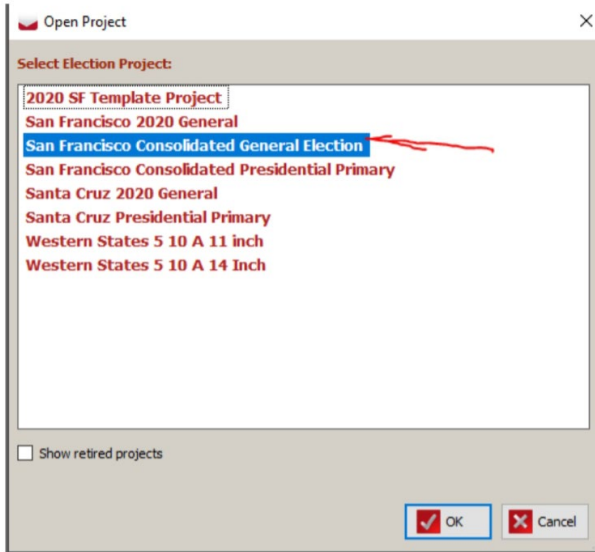 Open Project
Select Election Project:
2020 SF Template Project
San Francisco 2020 General
San Francisco Consolidated General Election
San Francisco Consolidated Presidential Primary
Santa Cruz 2020 General
Santa Cruz Presidential Primary
Western States 5 10 A 11 inch
Western States 5 10 A 14 Inch
Show retired projects
OK
Cancel